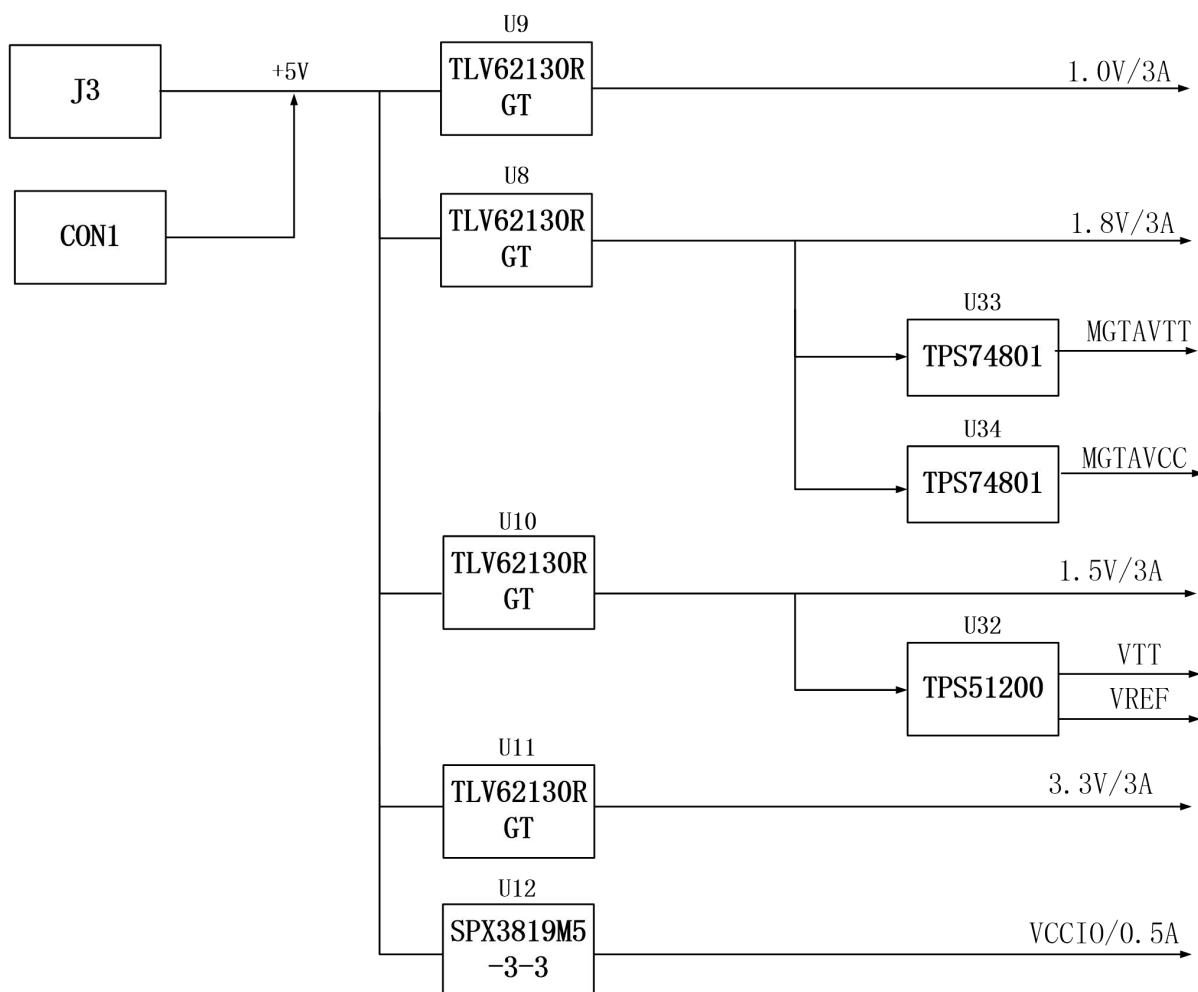 U9
J3
+5V
TLV62130R
GT
1.0V/3A
U8
CON1
TLV62130R
GT
1.8V/3A
U33
TPS74801
MGTAVTT
U34
TPS74801
MGTAVCC
U10
TLV62130R
GT
1.5V/3A
U32
TPS51200
VTT
VREF
U11
TLV62130R
GT
3.3V/3A
U12
SPX3819M5
-3-3
VCCIO/0.5A